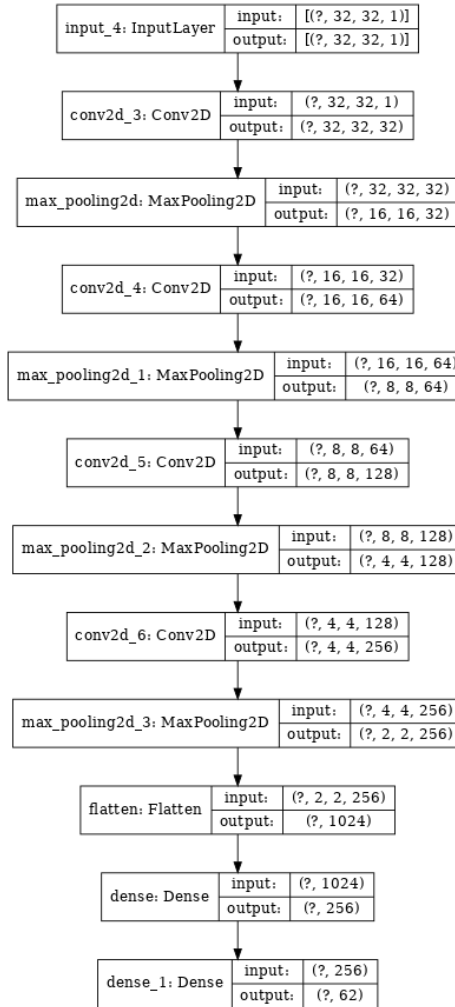 input_4: InputLayer input: [(?, 32, 32, 1)]
output: [(?, 32, 32, 1)]
conv2d_3: Conv2D input: (?, 32, 32, 1)
output: (?, 32, 32, 32)
max_pooling2d: MaxPooling2D input: (?, 32, 32, 32)
output: (?, 16, 16, 32)
conv2d_4: Conv2D input: (?, 16, 16, 32)
output: (?, 16, 16, 64)
max_pooling2d_1: MaxPooling2D input: (?, 16, 16, 64)
output: (?, 8, 8, 64)
conv2d_5: Conv2D input: (?, 8, 8, 64)
output: (?, 8, 8, 128)
max_pooling2d_2: MaxPooling2D input: (?, 8, 8, 128)
output: (?, 4, 4, 128)
conv2d_6: Conv2D input: (?, 4, 4, 128)
output: (?, 4, 4, 256)
max_pooling2d_3: MaxPooling2D input: (?, 4, 4, 256)
output: (?, 2, 2, 256)
flatten: Flatten input: (?, 2, 2, 256)
output: (?, 1024)
dense: Dense input: (?, 1024)
output: (?, 256)
dense_1: Dense input: (?, 256)
output: (?, 62)